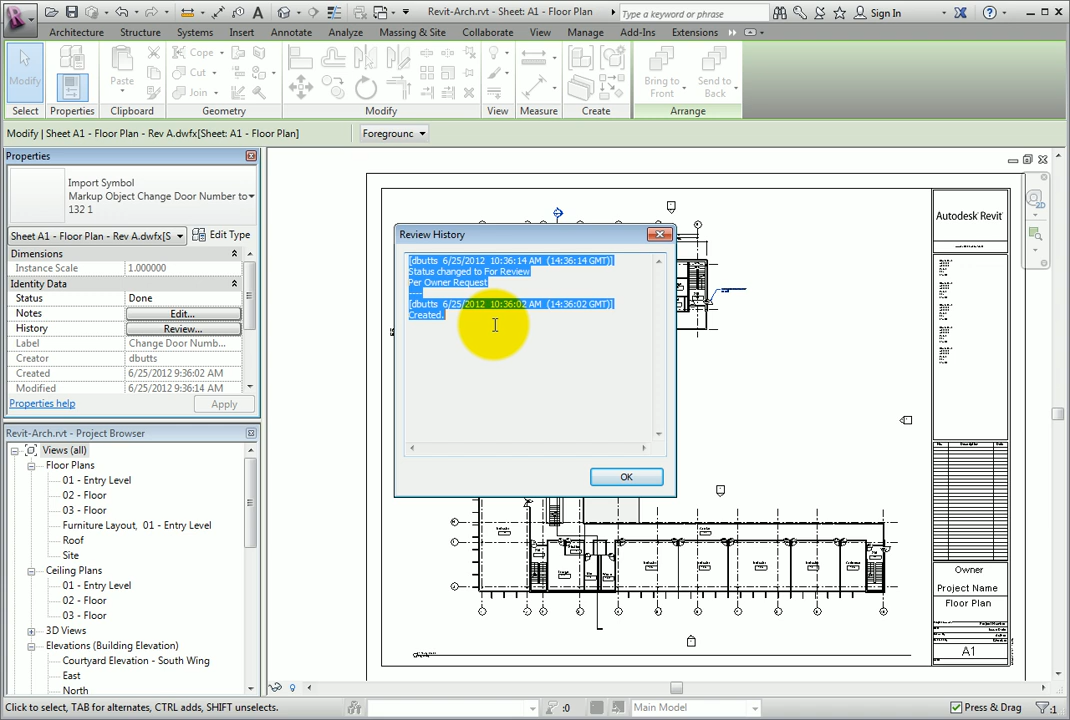 Revit-Arch.rvt - Sheet: A1 - Floor Plan
Type a keyword or phrase
Sign In
Architecture Structure Systems Insert Annotate Analyze Massing & Site Collaborate View Manage Add-Ins Extensions
Modify
Paste
Cope
Cut
Join
Bring to Front
Send to Back
Select Properties Clipboard Geometry Modify View Measure Create Arrange
Modify | Sheet A1 - Floor Plan - Rev A.dwfx[Sheet: A1 - Floor Plan]
Foregrounc
Properties
Import Symbol
Markup Object Change Door Number to
132 1
Sheet A1 - Floor Plan - Rev A.dwfx[S
Edit Type
Dimensions
Instance Scale 1.000000
Identity Data
Status Done
Notes Edit...
History Review...
Label Change Door Numb...
Creator dbutts
Created 6/25/2012 9:36:02 AM
Modified 6/25/2012 9:36:14 AM
Properties help
Apply
Revit-Arch.rvt - Project Browser
Views (all)
Floor Plans
01 - Entry Level
02 - Floor
03 - Floor
Furniture Layout, 01 - Entry Level
Roof
Site
Ceiling Plans
01 - Entry Level
02 - Floor
03 - Floor
3D Views
Elevations (Building Elevation)
Courtyard Elevation - South Wing
East
North
Review History
[dbutts 6/25/2012 10:36:14 AM (14:36:14 GMT)]
Status changed to For Review
Per Owner Request
[dbutts 6/25/2012 10:36:02 AM (14:36:02 GMT)]
Created.
OK
Autodesk Revit
Owner
Project Name
Floor Plan
A1
2D
Click to select, TAB for alternates, CTRL adds, SHIFT unselects.
:0
Main Model
Press & Drag
:1